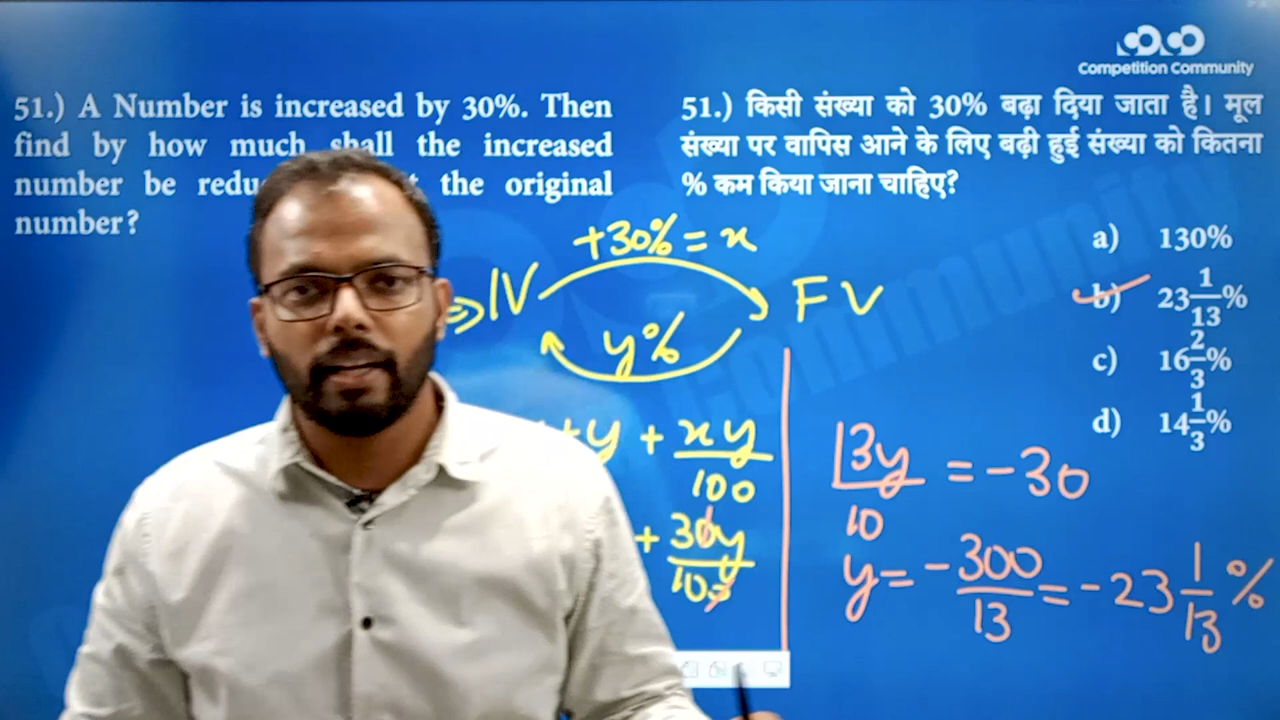 Competition Community
51.) A Number is increased by 30%. Then
find by how much shall the increased
number be the original
number?
51.) किसी संख्या को 30% बढ़ा दिया जाता है। मूल
संख्या पर वापिस आने के लिए बढ़ी हुई संख्या को कितना
% कम किया जाना चाहिए?
a) 130%
b) 23 1/13%
c) 16 2/3%
d) 14 1/3%
+30% = x
⇒ IV FV
y%
+y + xy/100
+ 30y/100
13y/10 = -30
y = -300/13 = -23 1/13 %